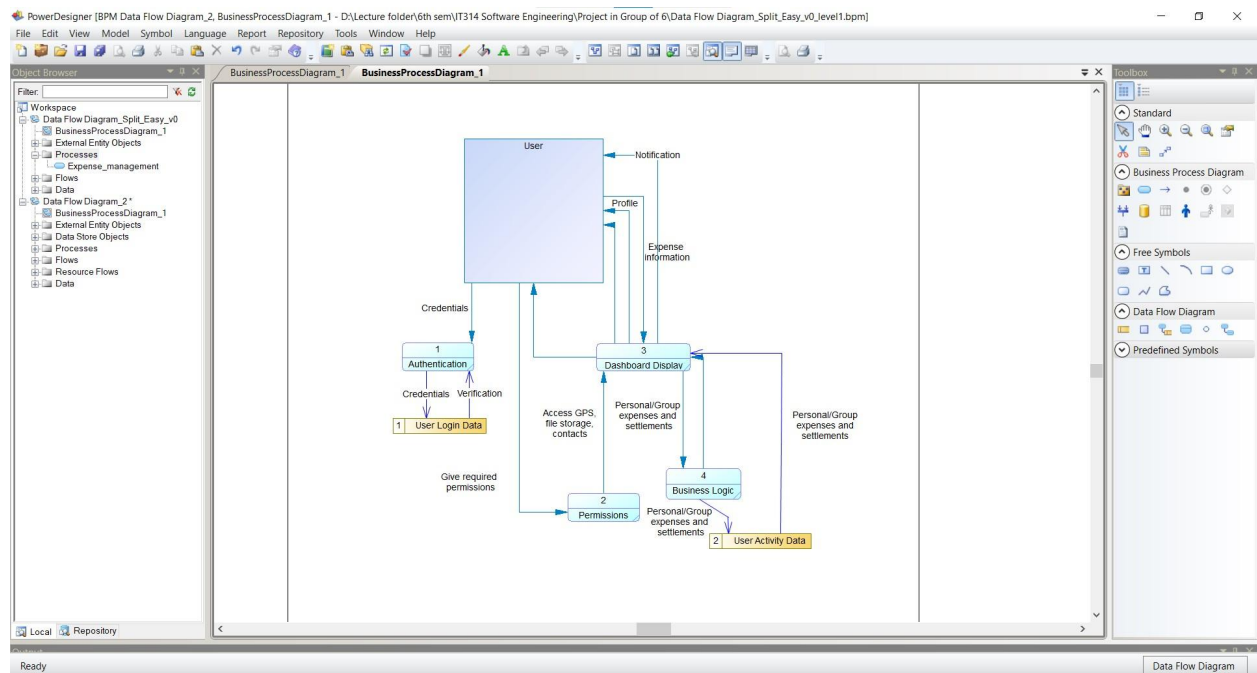 PowerDesigner [BPM Data Flow Diagram_2, BusinessProcessDiagram_1 - D:\Lecture folder\6th sem\IT314 Software Engineering\Project in Group of 6\Data Flow Diagram_Split_Easy_v0_level1.bpm]
File Edit View Model Symbol Language Report Repository Tools Window Help
Object Browser
Filter:
Workspace
Data Flow Diagram_Split_Easy_v0
BusinessProcessDiagram_1
External Entity Objects
Processes
Expense_management
Flows
Data
Data Flow Diagram_2 *
BusinessProcessDiagram_1
External Entity Objects
Data Store Objects
Processes
Flows
Resource Flows
Data
Local Repository
BusinessProcessDiagram_1 BusinessProcessDiagram_1
User
Notification
Profile
Expense
information
Credentials
1
Authentication
3
Dashboard Display
Credentials Verification
1 User Login Data
Access GPS,
file storage,
contacts
Personal/Group
expenses and
settlements
Personal/Group
expenses and
settlements
Give required
permissions
4
Business Logic
2
Permissions
Personal/Group
expenses and
settlements
2 User Activity Data
Toolbox
Standard
Business Process Diagram
Free Symbols
Data Flow Diagram
Predefined Symbols
Output
Ready
Data Flow Diagram